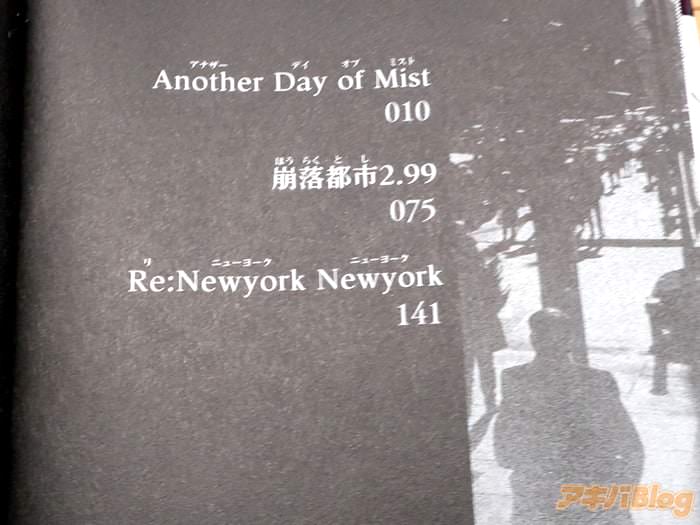 アナザー デイ オブ ミスト
Another Day of Mist
010
ほう らく と し
崩落都市2.99
075
リ ニューヨーク ニューヨーク
Re:Newyork Newyork
141
アキバBlog